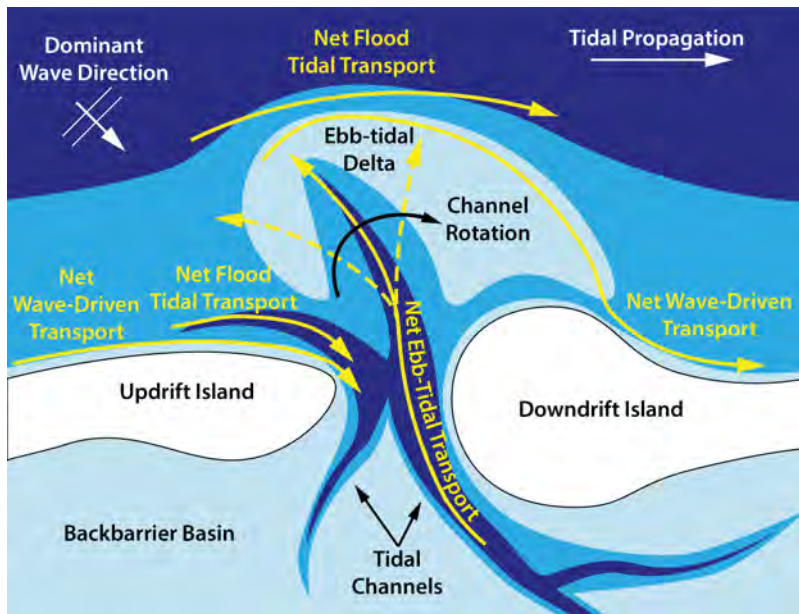 Dominant
Wave Direction
Net Flood
Tidal Transport
Tidal Propagation
Ebb-tidal
Delta
Channel
Rotation
Net
Wave-Driven
Transport
Net Flood
Tidal Transport
Net Wave-Driven
Transport
Net Ebb-Tidal Transport
Updrift Island
Downdrift Island
Backbarrier Basin
Tidal
Channels